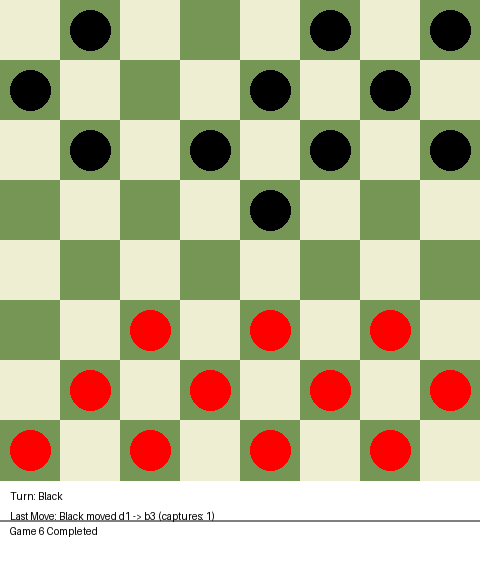 Turn: Black
Last Move: Black moved d1 -> b3 (captures: 1)
Game 6 Completed